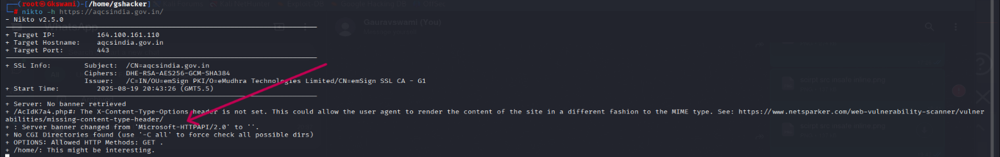 (root㉿Gkswami)-[/home/gshacker]
# nikto -h https://aqcsindia.gov.in/
- Nikto v2.5.0
WhatsApp
Gauravswami (You)
+ Target IP: 164.100.161.110
+ Target Hostname: aqcsindia.gov.in
+ Target Port: 443
+ SSL Info: Subject: /CN=aqcsindia.gov.in
Ciphers: DHE-RSA-AES256-GCM-SHA384
Issuer: /C=IN/OU=emSign PKI/O=eMudhra Technologies Limited/CN=emSign SSL CA - G1
+ Start Time: 2025-08-19 20:43:26 (GMT5.5)
+ Server: No banner retrieved
+ /AcIdK7a4.php#: The X-Content-Type-Options header is not set. This could allow the user agent to render the content of the site in a different fashion to the MIME type. See: https://www.netsparker.com/web-vulnerability-scanner/vulner
abilities/missing-content-type-header/
+ : Server banner changed from 'Microsoft-HTTPAPI/2.0' to ''.
+ No CGI Directories found (use '-C all' to force check all possible dirs)
+ OPTIONS: Allowed HTTP Methods: GET .
+ /home/: This might be interesting.